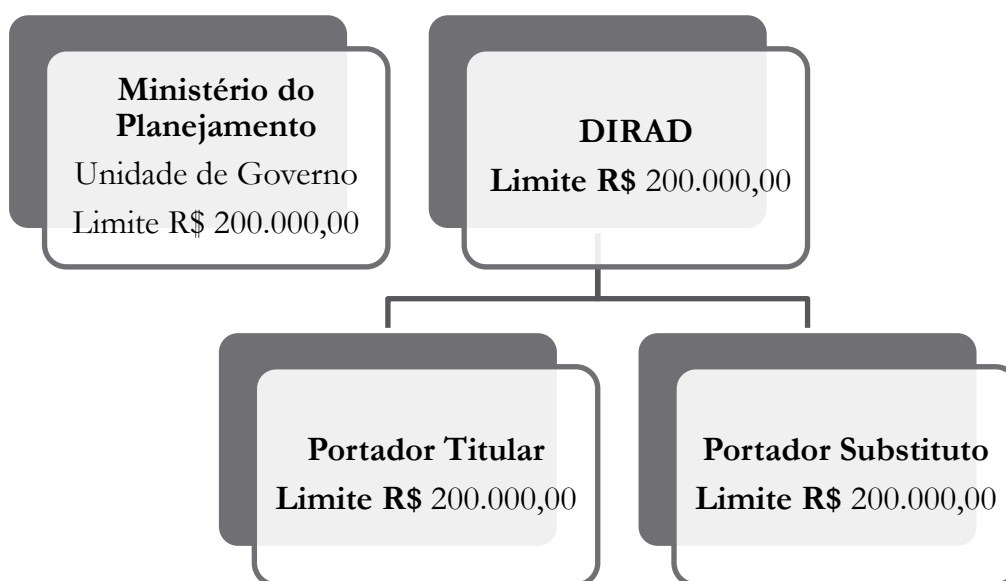 Ministério do
Planejamento
Unidade de Governo
Limite R$ 200.000,00
DIRAD
Limite R$ 200.000,00
Portador Titular
Limite R$ 200.000,00
Portador Substituto
Limite R$ 200.000,00